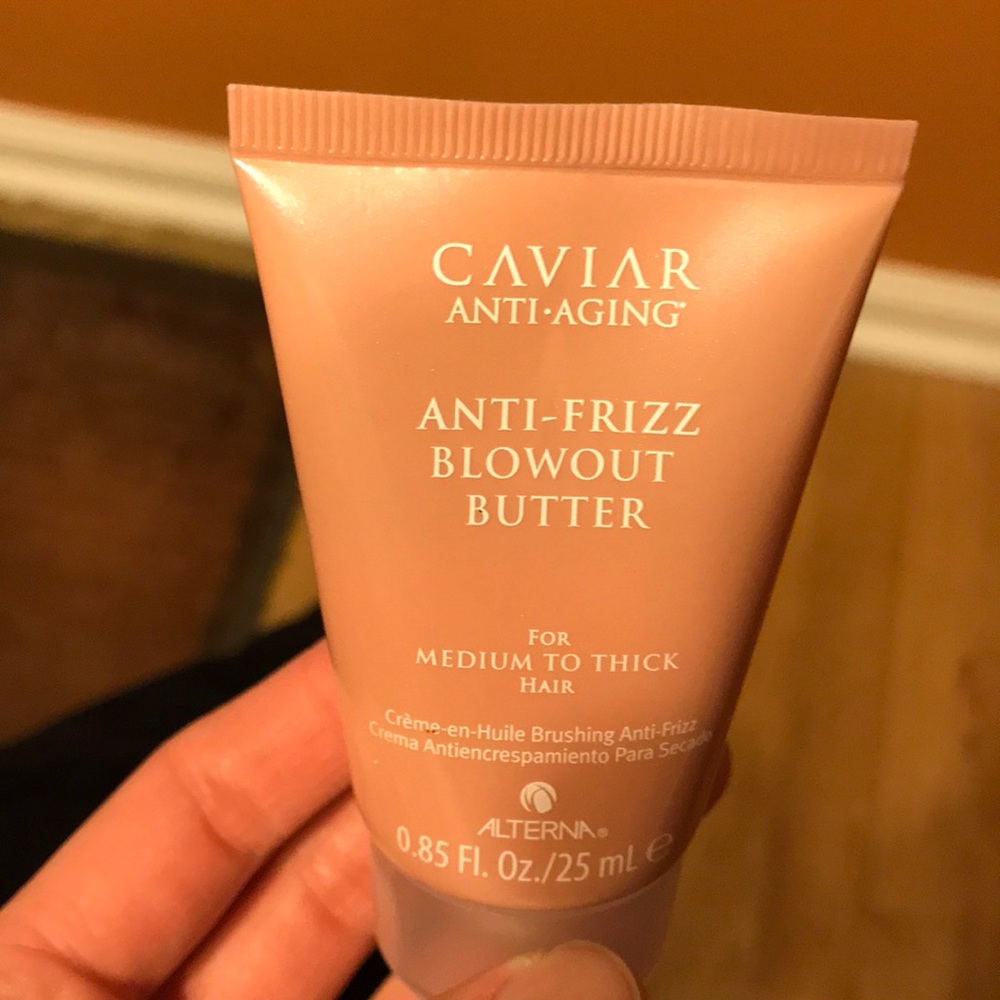 CAVIAR
ANTI·AGING®
ANTI-FRIZZ
BLOWOUT
BUTTER
FOR
MEDIUM TO THICK
HAIR
Crème-en-Huile Brushing Anti-Frizz
Crema Antiencrespamiento Para Secado
ALTERNA®
0.85 Fl. Oz./25 mL ℮